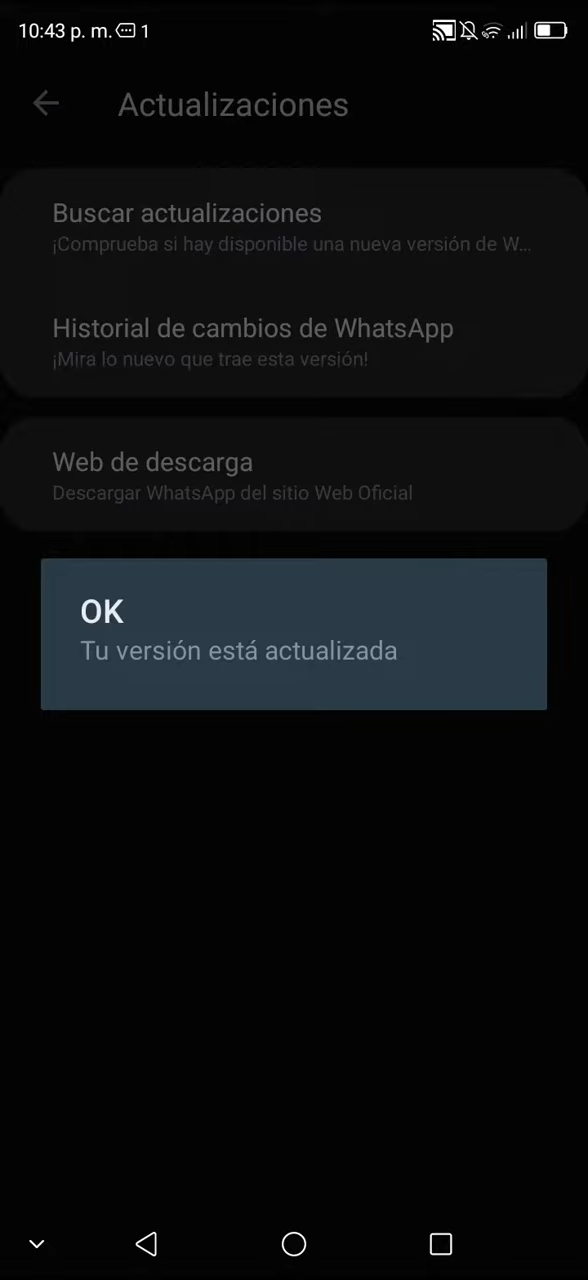 10:43 p. m. 1
Actualizaciones
Buscar actualizaciones
¡Comprueba si hay disponible una nueva versión de W...
Historial de cambios de WhatsApp
¡Mira lo nuevo que trae esta versión!
Web de descarga
Descargar WhatsApp del sitio Web Oficial
OK
Tu versión está actualizada